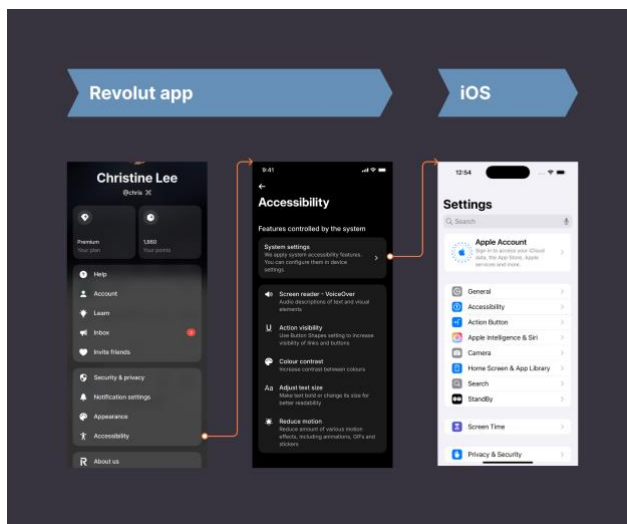 Revolut app
iOS
Christine Lee
@chris
Premium
Your plan
1,860
Your points
Help
Account
Learn
Inbox
Invite friends
Security & privacy
Notification settings
Appearance
Accessibility
About us
9:41
Accessibility
Features controlled by the system
System settings
We apply system accessibility features.
You can configure them in device
settings
Screen reader - VoiceOver
Audio descriptions of text and visual
elements
Action visibility
Use Button Shapes setting to increase
visibility of links and buttons
Colour contrast
Increase contrast between colours
Aa Adjust text size
Make text bold or change its size for
better readability
Reduce motion
Reduce amount of various motion
effects, including animations, GIFs and
stickers
12:54
Settings
Search
Apple Account
Sign in to access your iCloud
data, the App Store, Apple
services and more.
General
Accessibility
Action Button
Apple Intelligence & Siri
Camera
Home Screen & App Library
Search
StandBy
Screen Time
Privacy & Security